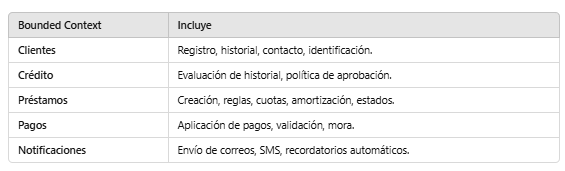 Bounded Context Incluye
Clientes Registro, historial, contacto, identificación.
Crédito Evaluación de historial, política de aprobación.
Préstamos Creación, reglas, cuotas, amortización, estados.
Pagos Aplicación de pagos, validación, mora.
Notificaciones Envío de correos, SMS, recordatorios automáticos.